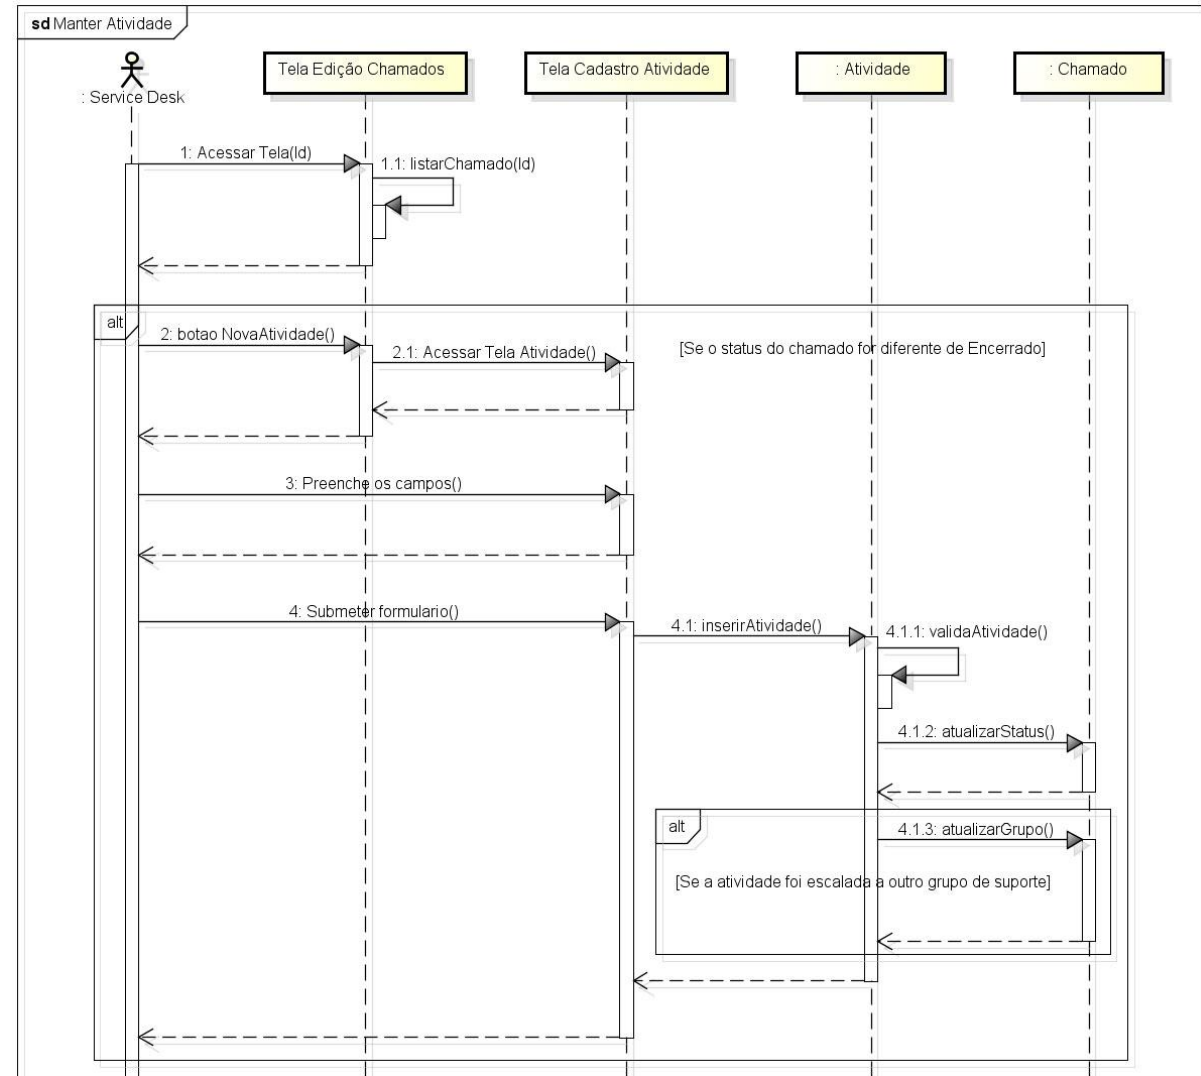 sd Manter Atividade
: Service Desk
Tela Edição Chamados
Tela Cadastro Atividade
: Atividade
: Chamado
1: Acessar Tela(Id)
1.1: listarChamado(Id)
alt
2: botao NovaAtividade()
2.1: Acessar Tela Atividade()
[Se o status do chamado for diferente de Encerrado]
3: Preenche os campos()
4: Submeter formulario()
4.1: inserirAtividade()
4.1.1: validaAtividade()
4.1.2: atualizarStatus()
alt
4.1.3: atualizarGrupo()
[Se a atividade foi escalada a outro grupo de suporte]